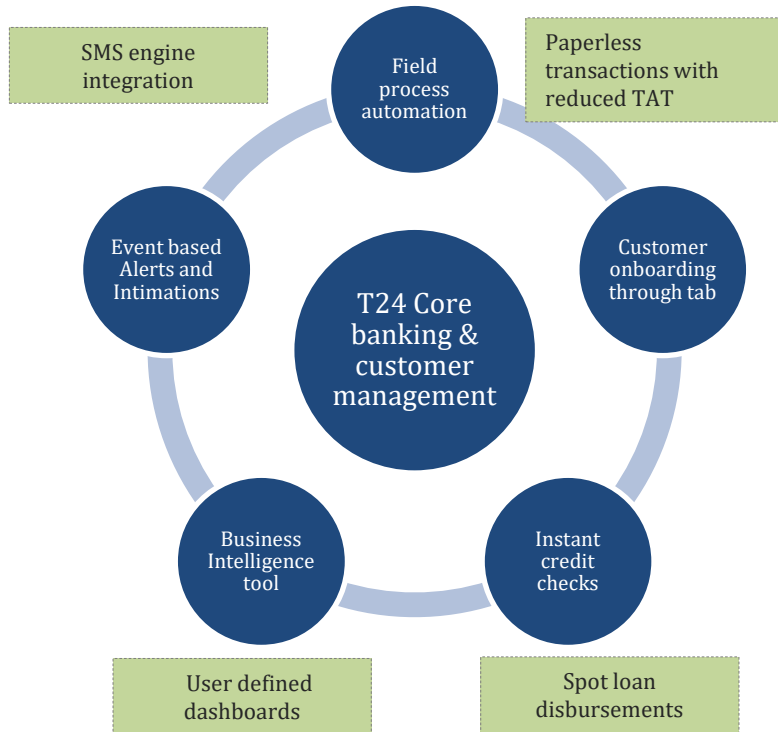 SMS engine
integration
Field
process
automation
Paperless
transactions with
reduced TAT
Event based
Alerts and
Intimations
Customer
onboarding
through tab
T24 Core
banking &
customer
management
Business
Intelligence
tool
Instant
credit
checks
User defined
dashboards
Spot loan
disbursements